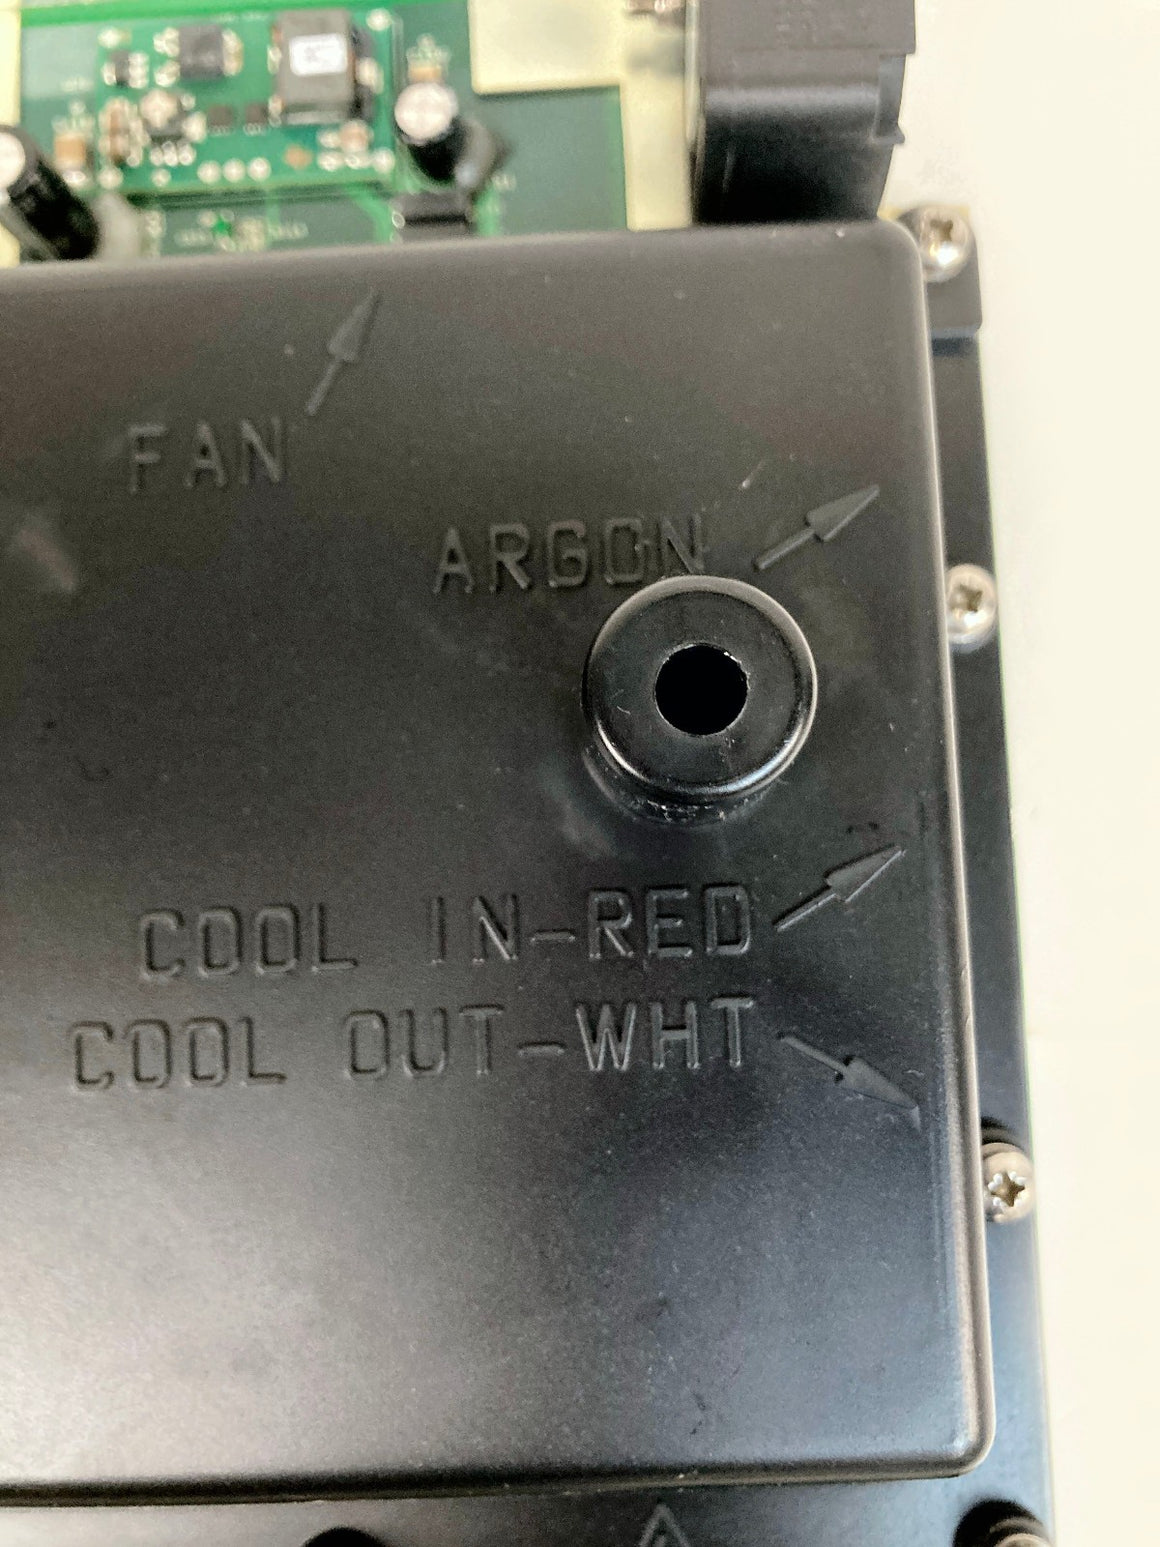 FAN
ARGON
COOL IN-RED
COOL OUT-WHT